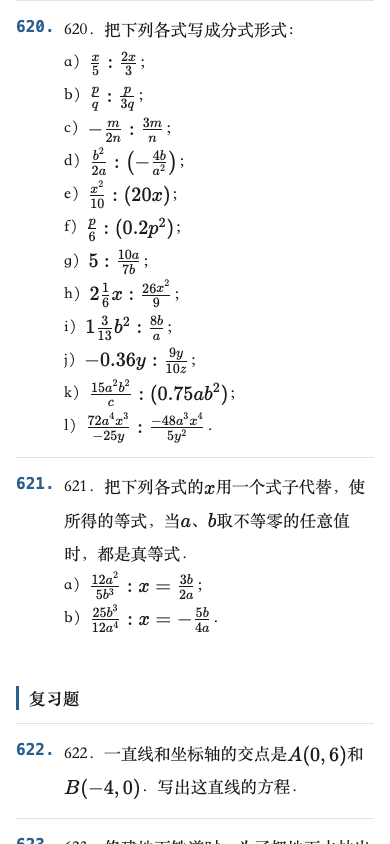 620. 620. 把下列各式写成分式形式:
a) x/5 : 2x/3 ;
b) p/q : p/3q ;
c) −m/2n : 3m/n ;
d) b²/2a : (−4b/a²) ;
e) x²/10 : (20x);
f) p/6 : (0.2p²);
g) 5 : 10a/7b ;
h) 2 1/6 x : 26x²/9 ;
i) 1 3/13 b² : 8b/a ;
j) −0.36y : 9y/10z ;
k) 15a²b²/c : (0.75ab²);
l) 72a⁴x³/−25y : −48a³x⁴/5y² .
621. 621. 把下列各式的x用一个式子代替, 使
所得的等式, 当a、b取不等零的任意值
时, 都是真等式.
a) 12a²/5b³ : x = 3b/2a ;
b) 25b³/12a⁴ : x = −5b/4a .
复习题
622. 622. 一直线和坐标轴的交点是A(0, 6)和
B(−4, 0). 写出这直线的方程.